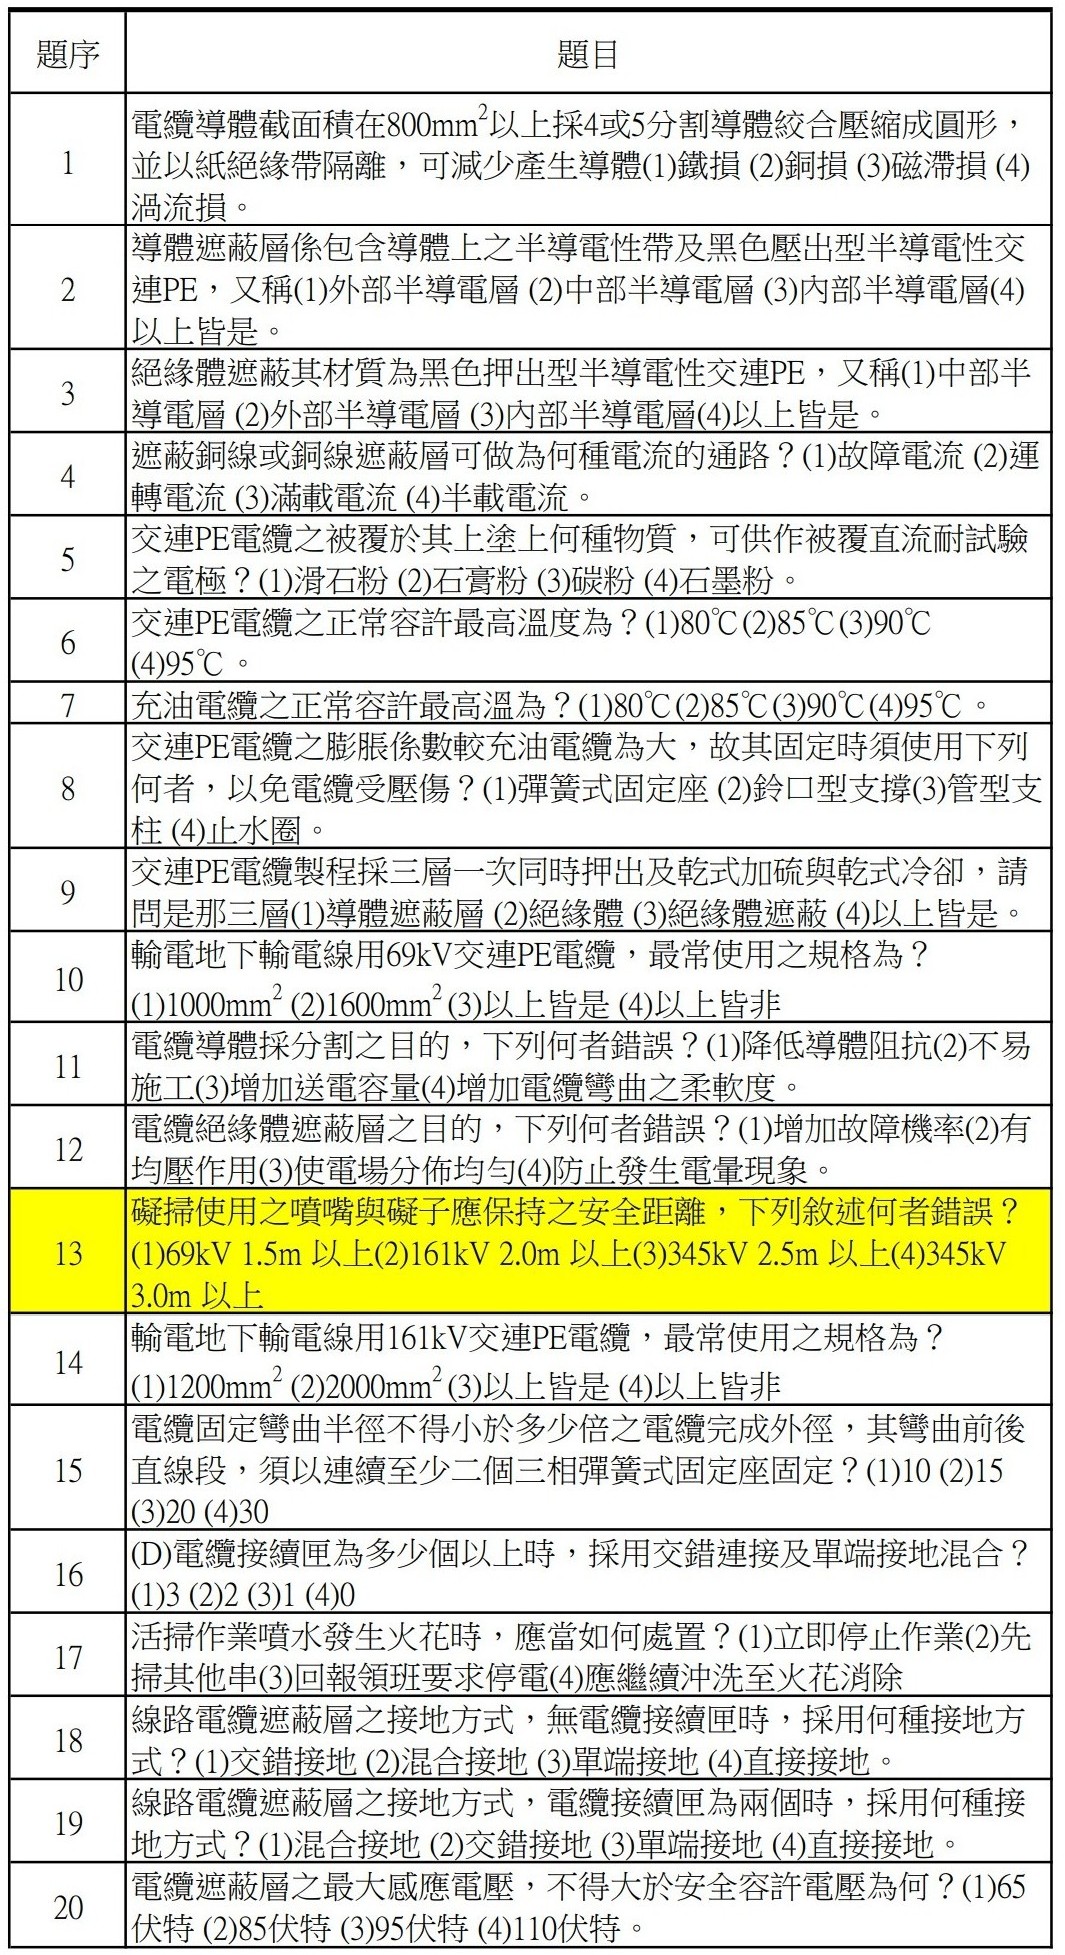 題序 題目
1 電纜導體截面積在800mm²以上採4或5分割導體絞合壓縮成圓形，
並以紙絕緣帶隔離，可減少產生導體(1)鐵損 (2)銅損 (3)磁滯損 (4)
渦流損。
2 導體遮蔽層係包含導體上之半導電性帶及黑色壓出型半導電性交
連PE，又稱(1)外部半導電層 (2)中部半導電層 (3)內部半導電層(4)
以上皆是。
3 絕緣體遮蔽其材質為黑色押出型半導電性交連PE，又稱(1)中部半
導電層 (2)外部半導電層 (3)內部半導電層(4)以上皆是。
4 遮蔽銅線或銅線遮蔽層可做為何種電流的通路？(1)故障電流 (2)運
轉電流 (3)滿載電流 (4)半載電流。
5 交連PE電纜之被覆於其上塗上何種物質，可供作被覆直流耐試驗
之電極？(1)滑石粉 (2)石膏粉 (3)碳粉 (4)石墨粉。
6 交連PE電纜之正常容許最高溫度為？(1)80℃(2)85℃(3)90℃
(4)95℃。
7 充油電纜之正常容許最高溫為？(1)80℃(2)85℃(3)90℃(4)95℃。
8 交連PE電纜之膨脹係數較充油電纜為大，故其固定時須使用下列
何者，以免電纜受壓傷？(1)彈簧式固定座 (2)鈴口型支撐(3)管型支
柱 (4)止水圈。
9 交連PE電纜製程採三層一次同時押出及乾式加硫與乾式冷卻，請
問是那三層(1)導體遮蔽層 (2)絕緣體 (3)絕緣體遮蔽 (4)以上皆是。
10 輸電地下輸電線用69kV交連PE電纜，最常使用之規格為？
(1)1000mm² (2)1600mm² (3)以上皆是 (4)以上皆非
11 電纜導體採分割之目的，下列何者錯誤？(1)降低導體阻抗(2)不易
施工(3)增加送電容量(4)增加電纜彎曲之柔軟度。
12 電纜絕緣體遮蔽層之目的，下列何者錯誤？(1)增加故障機率(2)有
均壓作用(3)使電場分佈均勻(4)防止發生電暈現象。
13 礙掃使用之噴嘴與礙子應保持之安全距離，下列敘述何者錯誤？
(1)69kV 1.5m 以上(2)161kV 2.0m 以上(3)345kV 2.5m 以上(4)345kV
3.0m 以上
14 輸電地下輸電線用161kV交連PE電纜，最常使用之規格為？
(1)1200mm² (2)2000mm² (3)以上皆是 (4)以上皆非
15 電纜固定彎曲半徑不得小於多少倍之電纜完成外徑，其彎曲前後
直線段，須以連續至少二個三相彈簧式固定座固定？(1)10 (2)15
(3)20 (4)30
16 (D)電纜接續匣為多少個以上時，採用交錯連接及單端接地混合？
(1)3 (2)2 (3)1 (4)0
17 活掃作業噴水發生火花時，應當如何處置？(1)立即停止作業(2)先
掃其他串(3)回報領班要求停電(4)應繼續沖洗至火花消除
18 線路電纜遮蔽層之接地方式，無電纜接續匣時，採用何種接地方
式？(1)交錯接地 (2)混合接地 (3)單端接地 (4)直接接地。
19 線路電纜遮蔽層之接地方式，電纜接續匣為兩個時，採用何種接
地方式？(1)混合接地 (2)交錯接地 (3)單端接地 (4)直接接地。
20 電纜遮蔽層之最大感應電壓，不得大於安全容許電壓為何？(1)65
伏特 (2)85伏特 (3)95伏特 (4)110伏特。